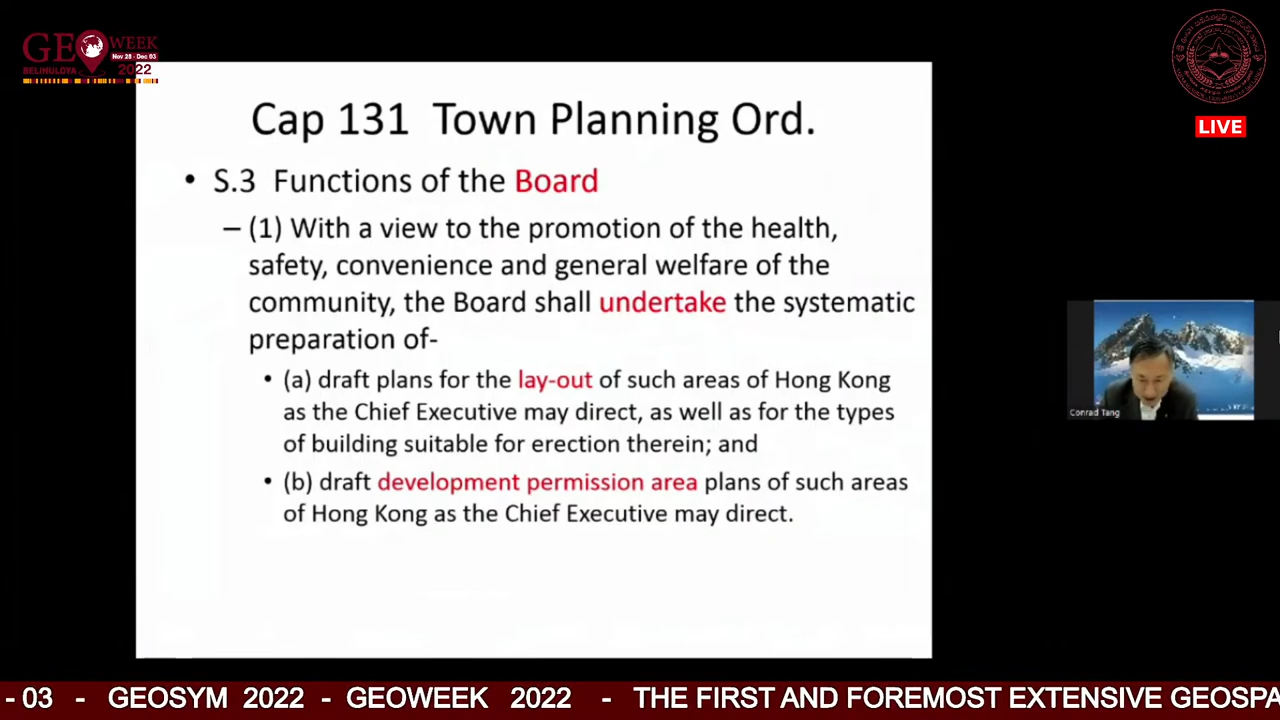 GEOWEEK
Nov 28 - Dec 03
BELIHULOYA 2022
LIVE
Cap 131 Town Planning Ord.
• S.3 Functions of the Board
– (1) With a view to the promotion of the health,
safety, convenience and general welfare of the
community, the Board shall undertake the systematic
preparation of-
• (a) draft plans for the lay-out of such areas of Hong Kong
as the Chief Executive may direct, as well as for the types
of building suitable for erection therein; and
• (b) draft development permission area plans of such areas
of Hong Kong as the Chief Executive may direct.
Conrad Tang
- 03 - GEOSYM 2022 - GEOWEEK 2022 - THE FIRST AND FOREMOST EXTENSIVE GEOSPA